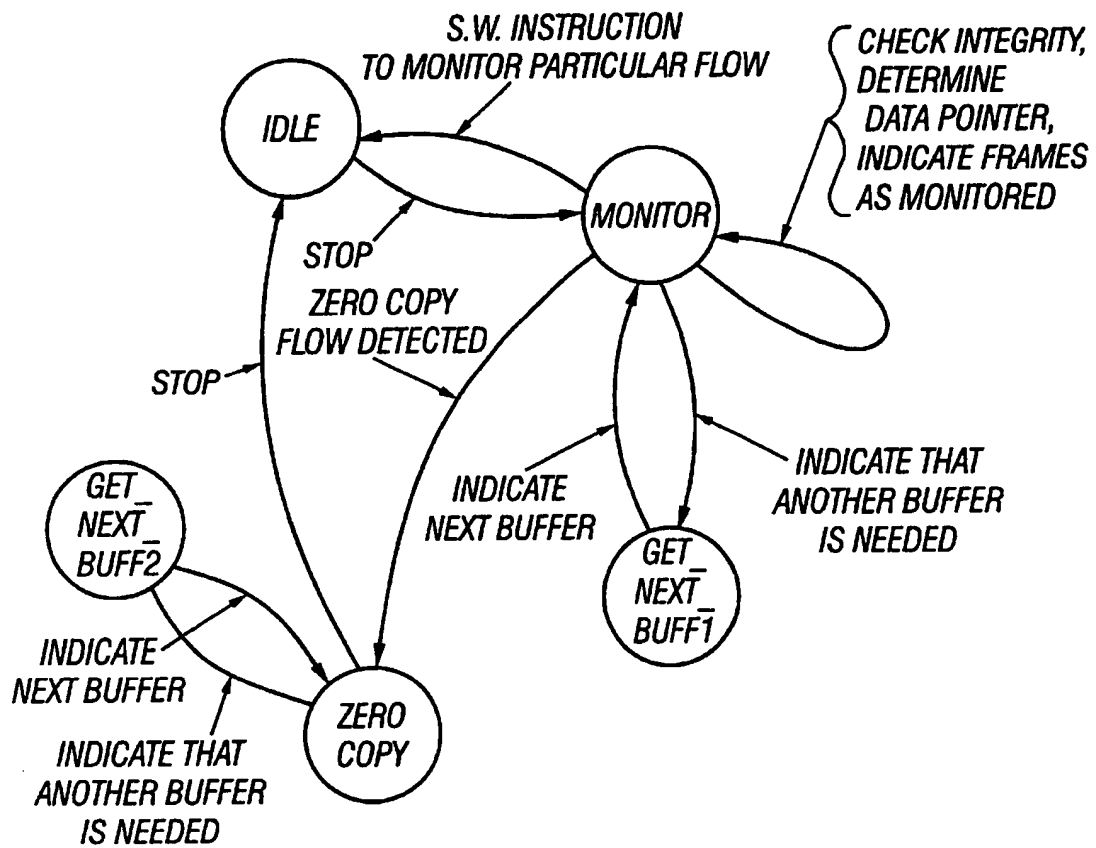 S.W. INSTRUCTION
TO MONITOR PARTICULAR FLOW
CHECK INTEGRITY,
DETERMINE
DATA POINTER,
INDICATE FRAMES
AS MONITORED
IDLE
MONITOR
STOP
ZERO COPY
FLOW DETECTED
STOP
INDICATE
NEXT BUFFER
INDICATE THAT
ANOTHER BUFFER
IS NEEDED
GET_
NEXT_
BUFF2
GET_
NEXT_
BUFF1
INDICATE
NEXT BUFFER
ZERO
COPY
INDICATE THAT
ANOTHER BUFFER
IS NEEDED